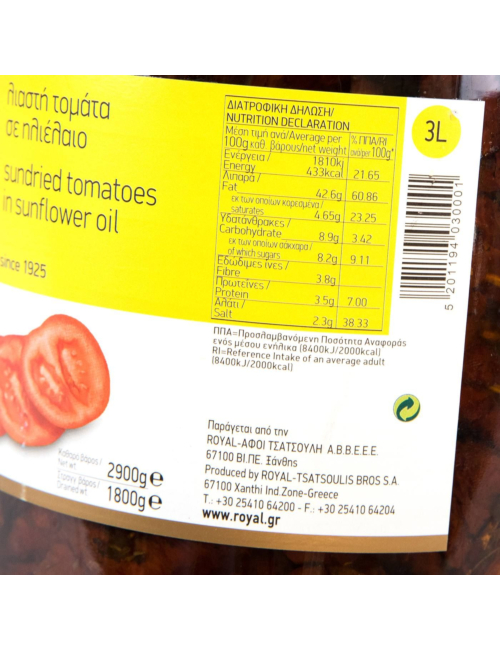 λιαστή τομάτα
σε ηλιέλαιο
sundried tomatoes
in sunflower oil
since 1925
ΔΙΑΤΡΟΦΙΚΗ ΔΗΛΩΣΗ/
NUTRITION DECLARATION
Μέση τιμή ανα/Average per % ΠΠΑ/RI
100g καθ. βάρους/net weight ανα/per 100g*
Ενέργεια / 1810kj
Energy 433kcal 21.65
Λιπαρά /
Fat 42.6g 60.86
εκ των οποίων κορεσμένα/
saturates 4.65g 23.25
Υδατάνθρακες /
Carbohydrate 8.9g 3.42
εκ των οποίων σάκχαρα/
of which sugars 8.2g 9.11
Εδώδιμες ίνες /
Fibre 3.8g
Πρωτεΐνες /
Protein 3.5g 7.00
Αλάτι /
Salt 2.3g 38.33
3L
5201194030001
ΠΠΑ=Προσλαμβανόμενη Ποσότητα Αναφοράς
ενός μέσου ενήλικα (8400kJ/2000kcal)
RI=Reference Intake of an average adult
(8400kJ/2000kcal)
Παράγεται από την
ROYAL-ΑΦΟΙ ΤΣΑΤΣΟΥΛΗ Α.Β.Β.Ε.Ε.Ε.
67100 ΒΙ.ΠΕ. Ξάνθης
Produced by ROYAL-TSATSOULIS BROS S.A.
67100 Xanthi Ind.Zone-Greece
T.: +30 25410 64200 - F.: +30 25410 64204
www.royal.gr
Καθαρό βάρος /
Net wt. 2900g e
Στραγγ. βάρος /
Drained wt. 1800g e